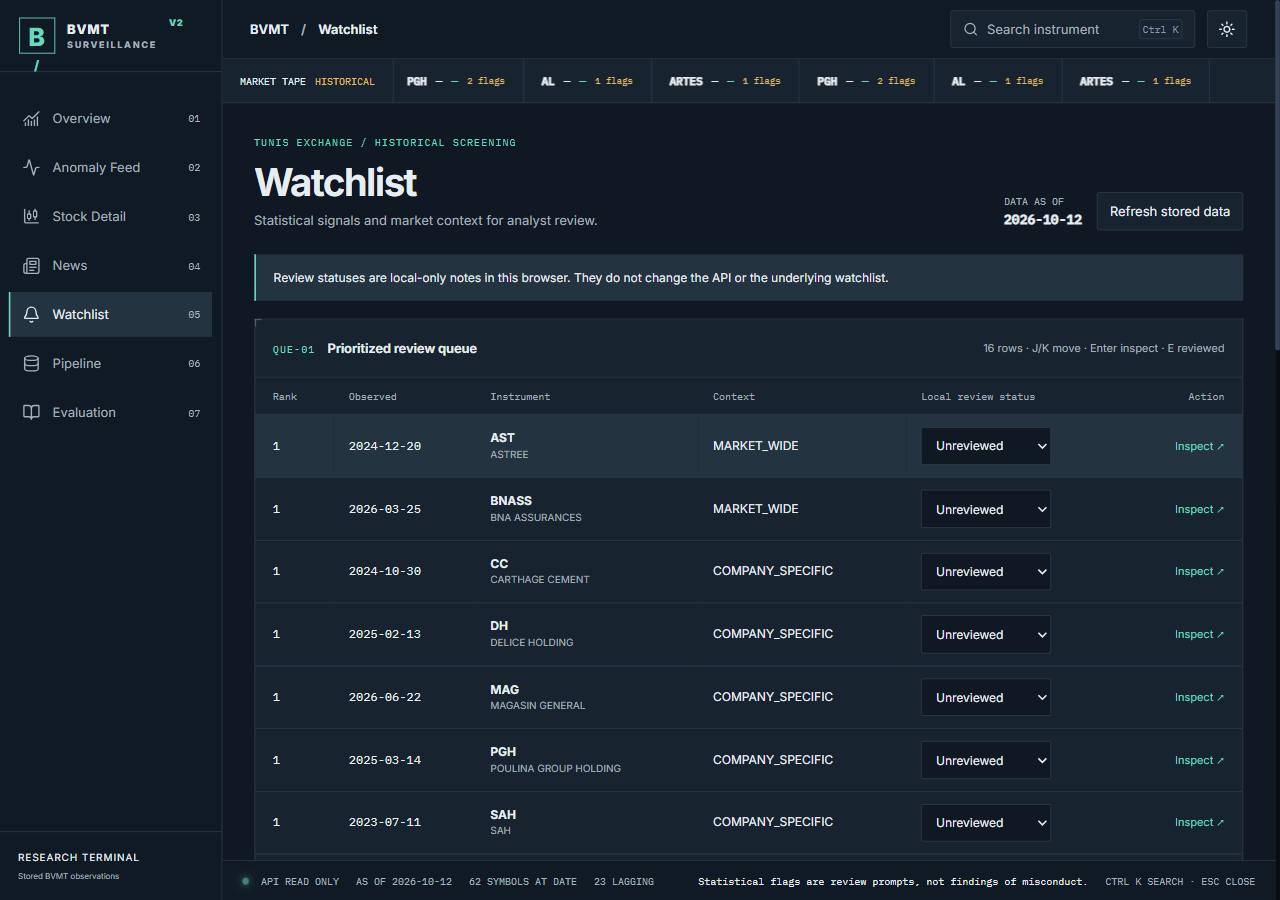 B
/
BVMT
V2
SURVEILLANCE
Overview 01
Anomaly Feed 02
Stock Detail 03
News 04
Watchlist 05
Pipeline 06
Evaluation 07
RESEARCH TERMINAL
Stored BVMT observations
BVMT / Watchlist
Search instrument Ctrl K
MARKET TAPE HISTORICAL PGH — — 2 flags AL — — 1 flags ARTES — — 1 flags PGH — — 2 flags AL — — 1 flags ARTES — — 1 flags
TUNIS EXCHANGE / HISTORICAL SCREENING
Watchlist
Statistical signals and market context for analyst review.
DATA AS OF
2026-10-12
Refresh stored data
Review statuses are local-only notes in this browser. They do not change the API or the underlying watchlist.
QUE-01 Prioritized review queue 16 rows · J/K move · Enter inspect · E reviewed
Rank Observed Instrument Context Local review status Action
1 2024-12-20 AST MARKET_WIDE Unreviewed Inspect ↗
ASTREE
1 2026-03-25 BNASS MARKET_WIDE Unreviewed Inspect ↗
BNA ASSURANCES
1 2024-10-30 CC COMPANY_SPECIFIC Unreviewed Inspect ↗
CARTHAGE CEMENT
1 2025-02-13 DH COMPANY_SPECIFIC Unreviewed Inspect ↗
DELICE HOLDING
1 2026-06-22 MAG COMPANY_SPECIFIC Unreviewed Inspect ↗
MAGASIN GENERAL
1 2025-03-14 PGH COMPANY_SPECIFIC Unreviewed Inspect ↗
POULINA GROUP HOLDING
1 2023-07-11 SAH COMPANY_SPECIFIC Unreviewed Inspect ↗
SAH
API READ ONLY AS OF 2026-10-12 62 SYMBOLS AT DATE 23 LAGGING Statistical flags are review prompts, not findings of misconduct. CTRL K SEARCH · ESC CLOSE